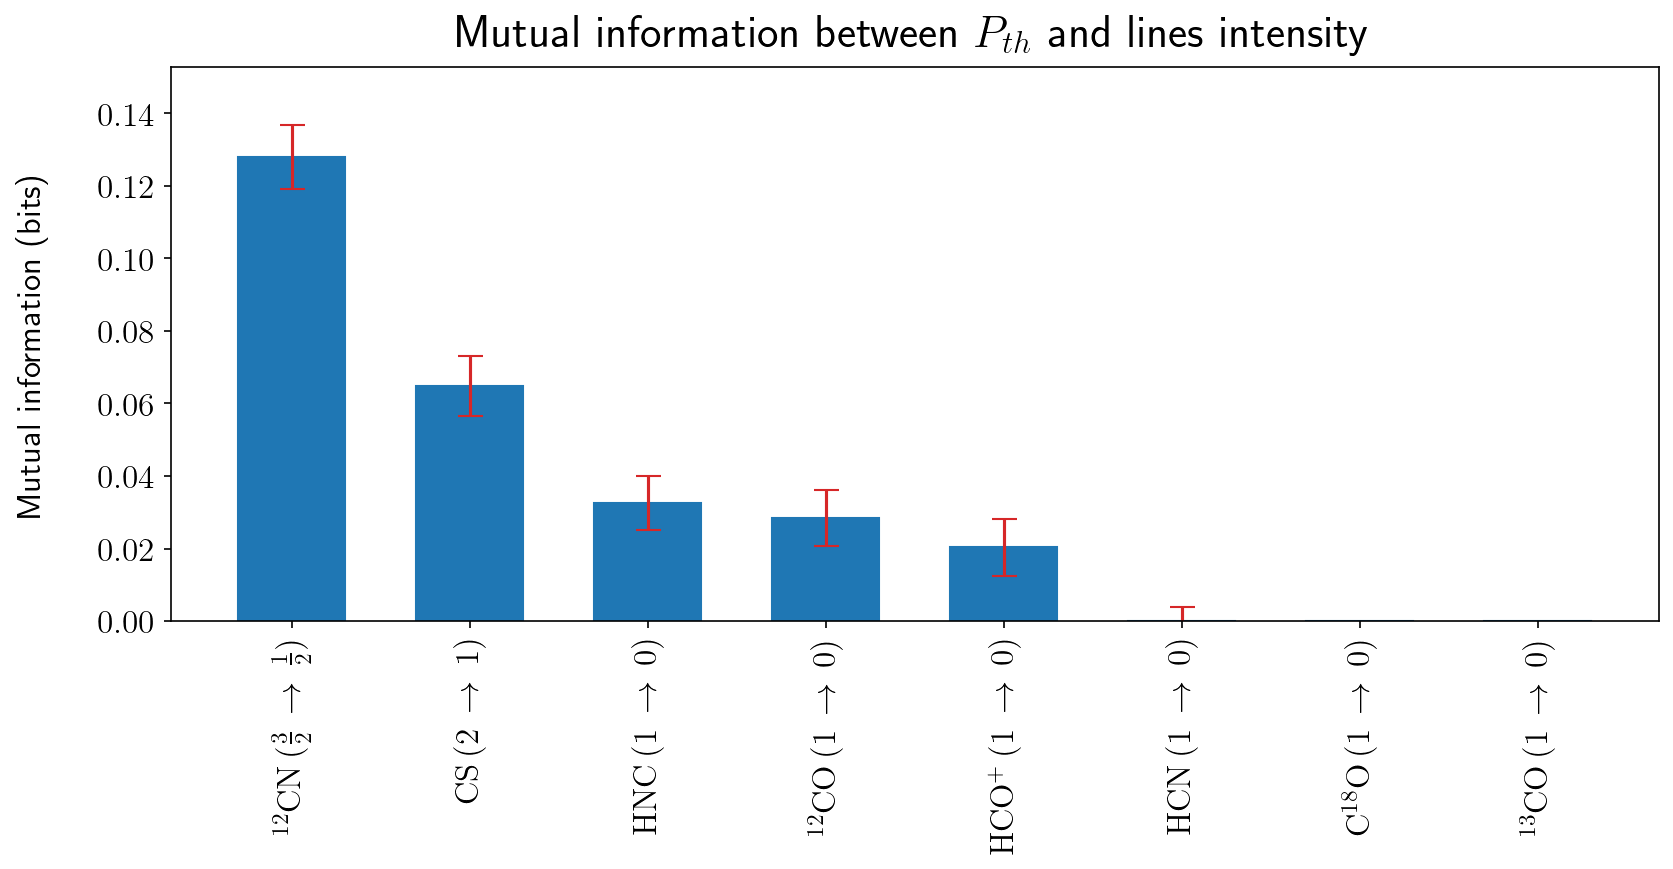 Mutual information between P_th and lines intensity
Mutual information (bits)
0.14
0.12
0.10
0.08
0.06
0.04
0.02
0.00
¹²CN (3/2 → 1/2)
CS (2 → 1)
HNC (1 → 0)
¹²CO (1 → 0)
HCO⁺ (1 → 0)
HCN (1 → 0)
C¹⁸O (1 → 0)
¹³CO (1 → 0)